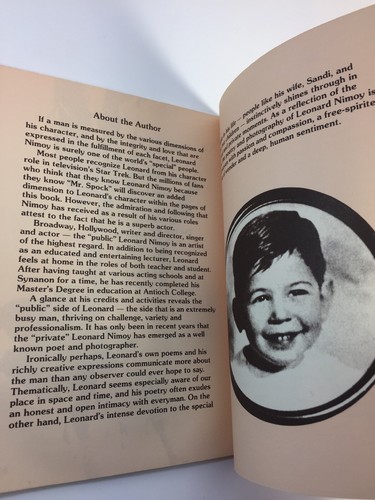 About the Author
If a man is measured by the various dimensions of
his character, and by the integrity and love that are
expressed in the fulfillment of each facet, Leonard
Nimoy is surely one of the world's "special" people.
Most people recognize Leonard from his character
role in television's Star Trek. But the millions of fans
who think that they know Leonard Nimoy because
they know "Mr. Spock" will discover an added
dimension to Leonard's character within the pages of
this book. However, the admiration and following that
Nimoy has received as a result of his various roles
attest to the fact that he is a superb actor.
Broadway, Hollywood, writer and director, singer
and actor — the "public" Leonard Nimoy is an artist
of the highest regard. In addition to being recognized
as an educated and entertaining lecturer, Leonard
feels at home in the roles of both teacher and student.
After having taught at various acting schools and at
Synanon for a time, he has recently completed his
Master's Degree in education at Antioch College.
A glance at his credits and activities reveals the
"public" side of Leonard — the side that is an extremely
busy man, thriving on challenge, variety and
professionalism. It has only been in recent years that
the "private" Leonard Nimoy has emerged as a well
known poet and photographer.
Ironically perhaps, Leonard's own poems and his
richly creative expressions communicate more about
the man than any observer could ever hope to say.
Thematically, Leonard seems especially aware of our
place in space and time, and his poetry often exudes
an honest and open intimacy with everyman. On the
other hand, Leonard's intense devotion to the special
life — people like his wife, Sandi, and
instinctively shines through in
moments. As a reflection of the
and photography of Leonard Nimoy is
with passion and compassion, a free-spirite
and a deep, human sentiment.